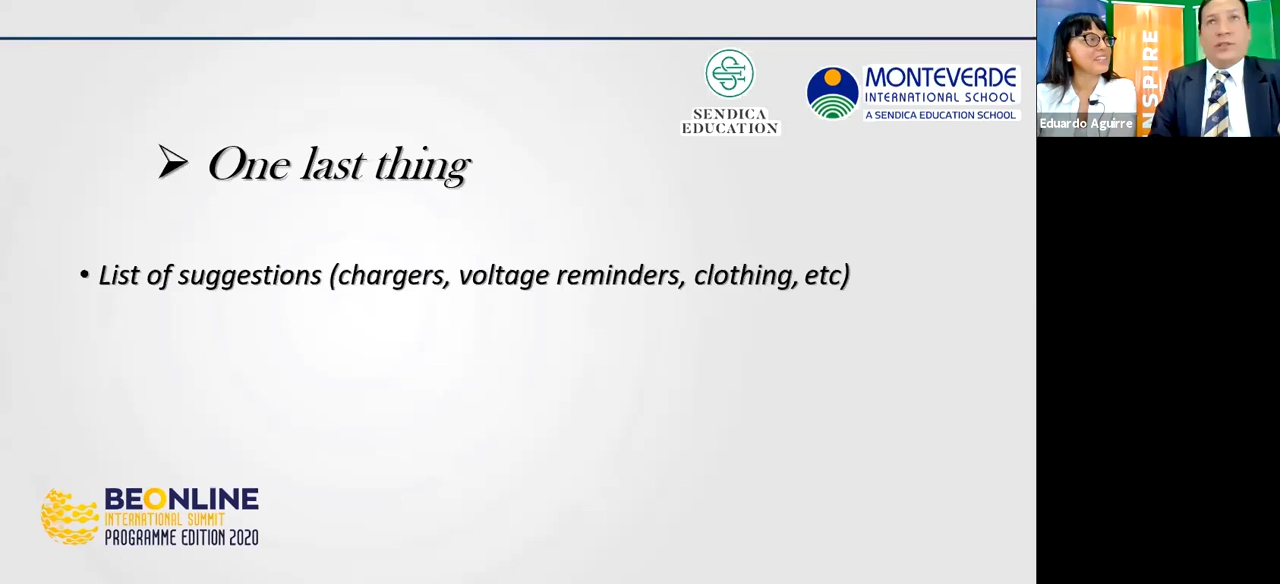 SENDICA
EDUCATION
MONTEVERDE
INTERNATIONAL SCHOOL
A SENDICA EDUCATION SCHOOL
NSPIRE
Eduardo Aguirre
➢ One last thing
• List of suggestions (chargers, voltage reminders, clothing, etc)
BEONLINE
INTERNATIONAL SUMMIT
PROGRAMME EDITION 2020